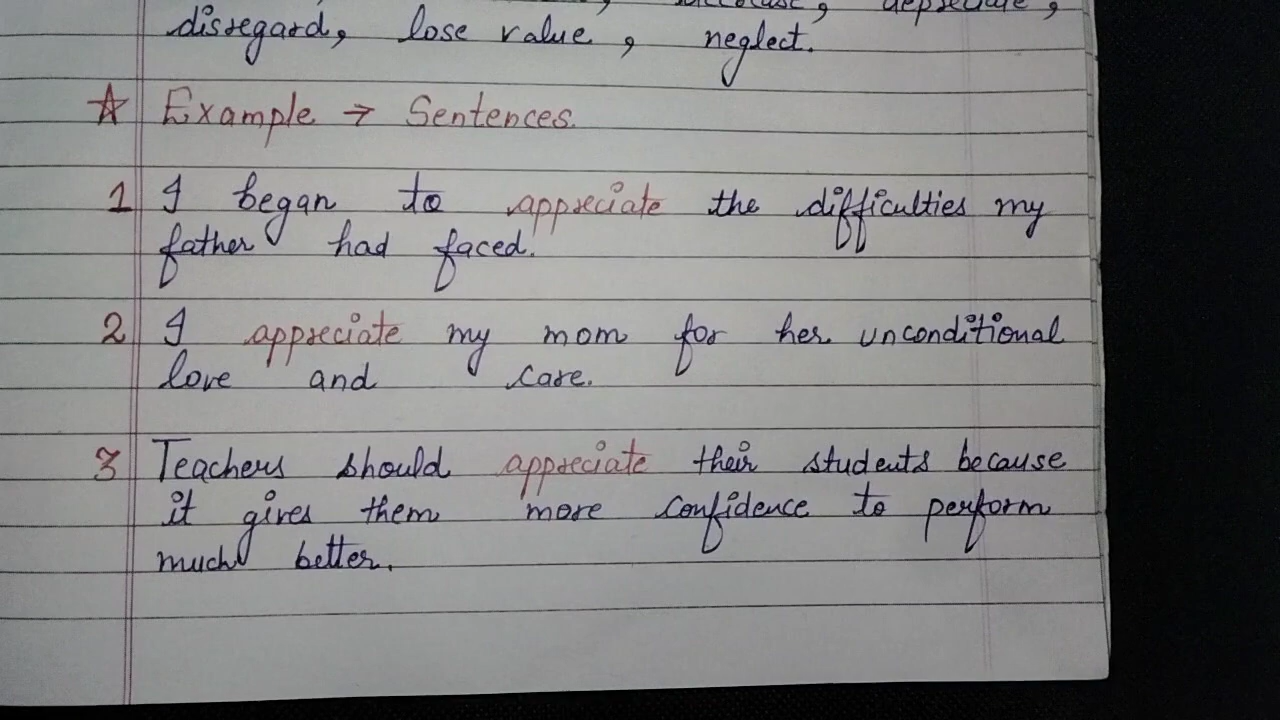 depreciate,
disregard, lose value, neglect.
☆ Example → Sentences.
1 I began to appreciate the difficulties my
father had faced.
2 I appreciate my mom for her unconditional
love and care.
3 Teachers should appreciate their students because
it gives them more confidence to perform
much better.